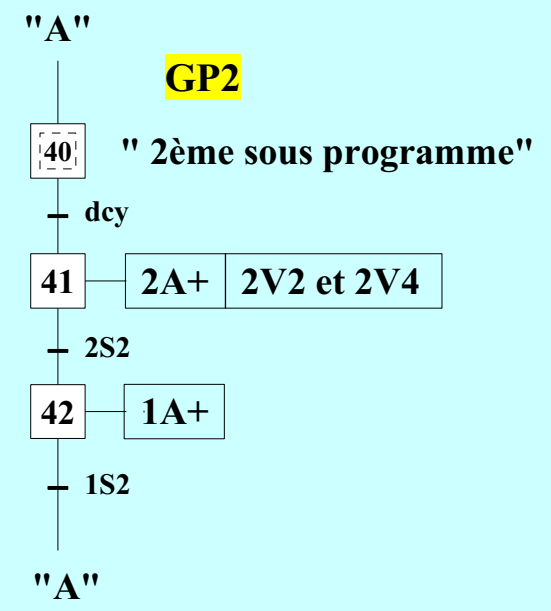 "A"
GP2
40 " 2ème sous programme"
dcy
41 2A+ 2V2 et 2V4
2S2
42 1A+
1S2
"A"